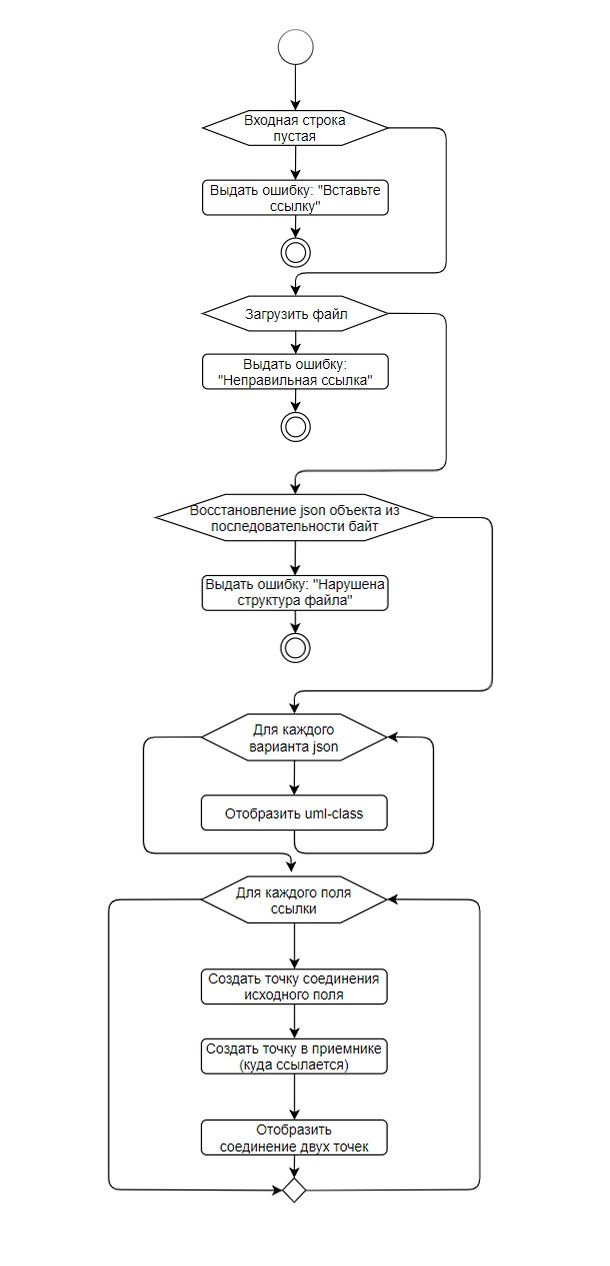 Входная строка
пустая
Выдать ошибку: "Вставьте
ссылку"
Загрузить файл
Выдать ошибку:
"Неправильная ссылка"
Восстановление json объекта из
последовательности байт
Выдать ошибку: "Нарушена
структура файла"
Для каждого
варианта json
Отобразить uml-class
Для каждого поля
ссылки
Создать точку соединения
исходного поля
Создать точку в приемнике
(куда ссылается)
Отобразить
соединение двух точек